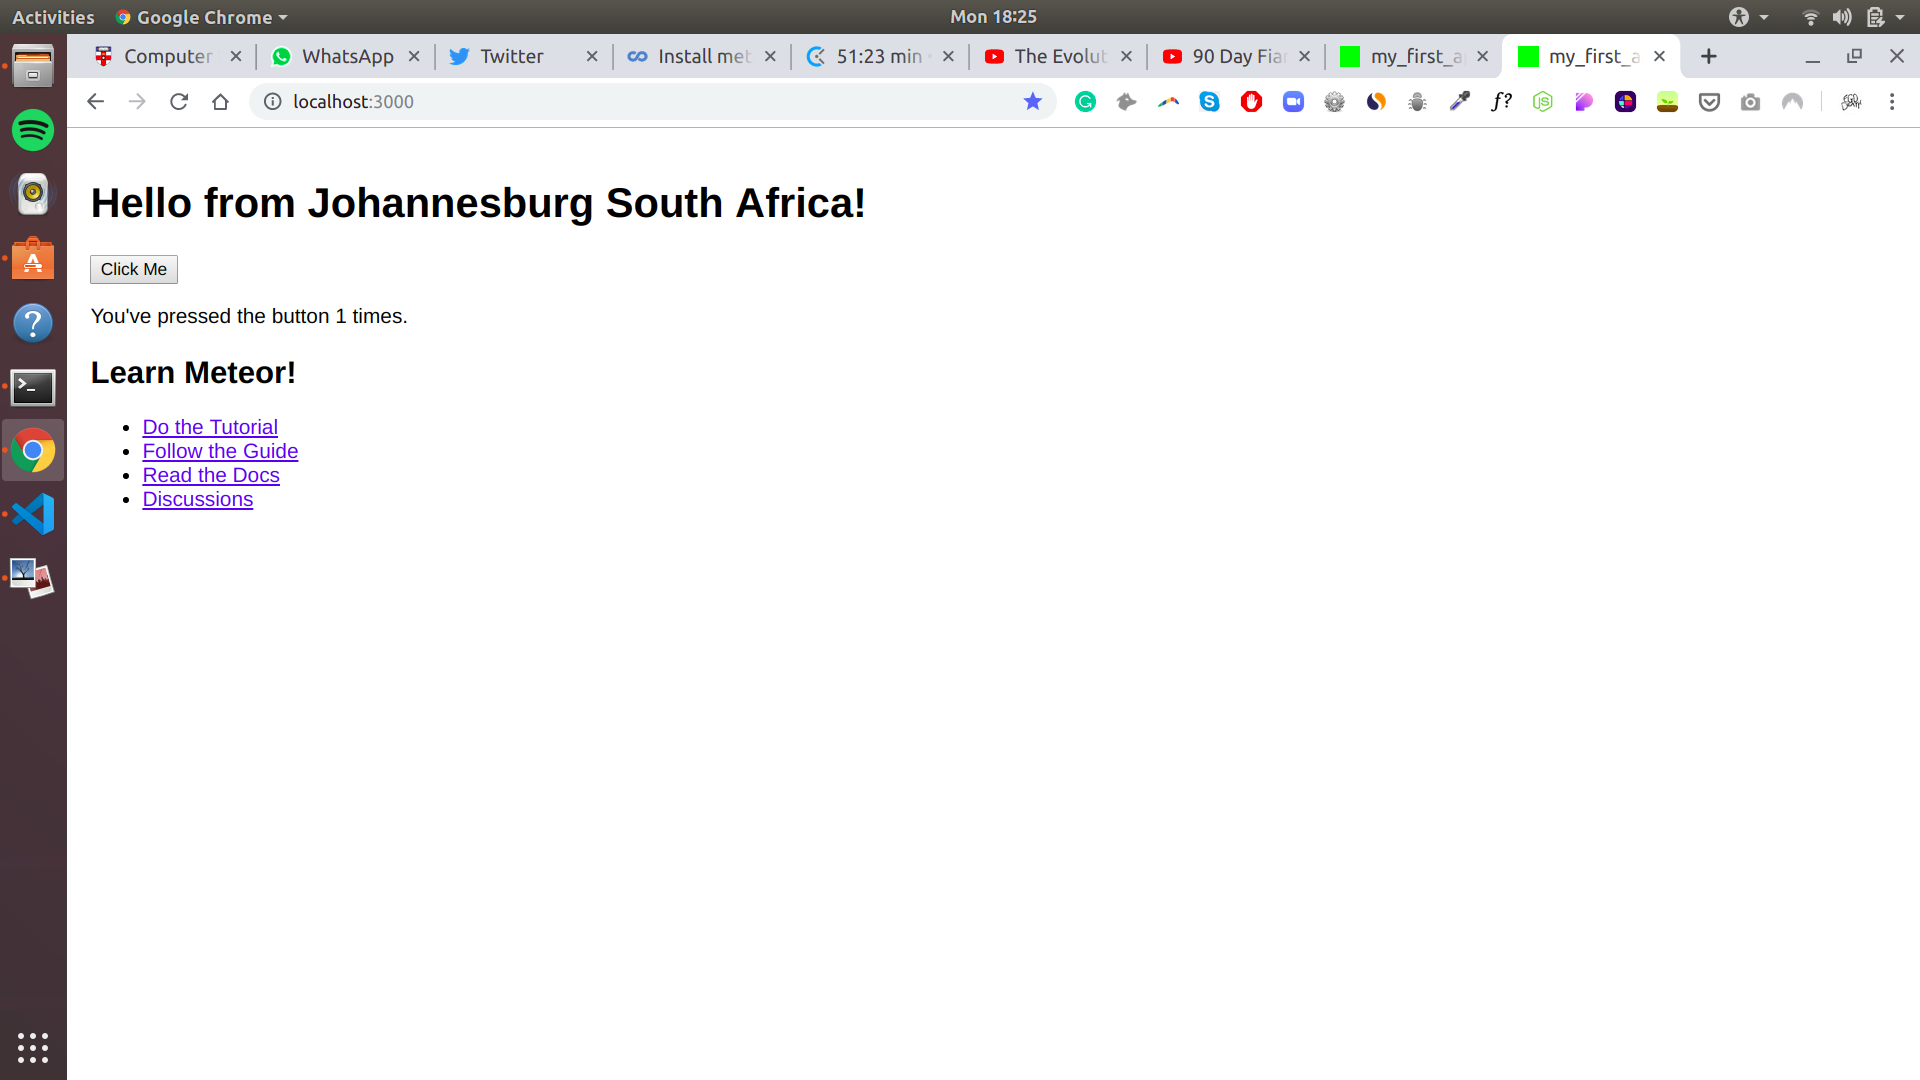 Activities Google Chrome Mon 18:25
Computer WhatsApp Twitter Install met 51:23 min The Evolut 90 Day Fiar my_first_a my_first_a
localhost:3000 f?
Hello from Johannesburg South Africa!
Click Me
You've pressed the button 1 times.
Learn Meteor!
Do the Tutorial
Follow the Guide
Read the Docs
Discussions